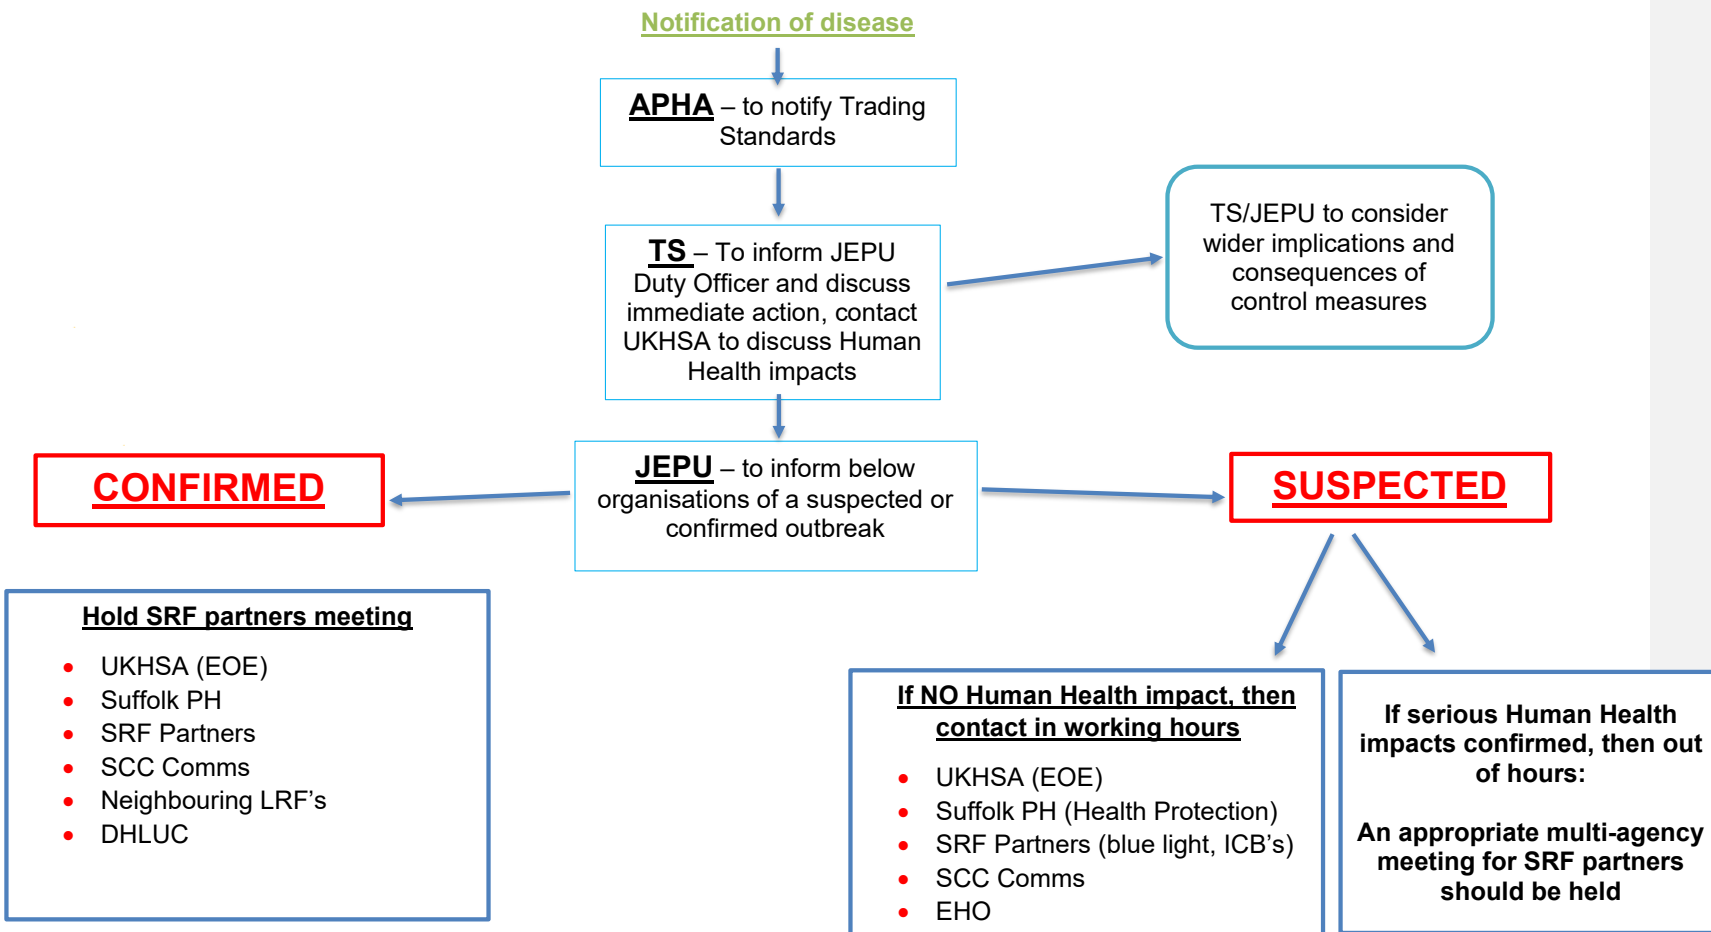 Notification of disease
APHA – to notify Trading
Standards
TS – To inform JEPU
Duty Officer and discuss
immediate action, contact
UKHSA to discuss Human
Health impacts
TS/JEPU to consider
wider implications and
consequences of
control measures
JEPU – to inform below
organisations of a suspected or
confirmed outbreak
CONFIRMED
SUSPECTED
Hold SRF partners meeting
• UKHSA (EOE)
• Suffolk PH
• SRF Partners
• SCC Comms
• Neighbouring LRF’s
• DHLUC
If NO Human Health impact, then
contact in working hours
• UKHSA (EOE)
• Suffolk PH (Health Protection)
• SRF Partners (blue light, ICB’s)
• SCC Comms
• EHO
If serious Human Health
impacts confirmed, then out
of hours:
An appropriate multi-agency
meeting for SRF partners
should be held